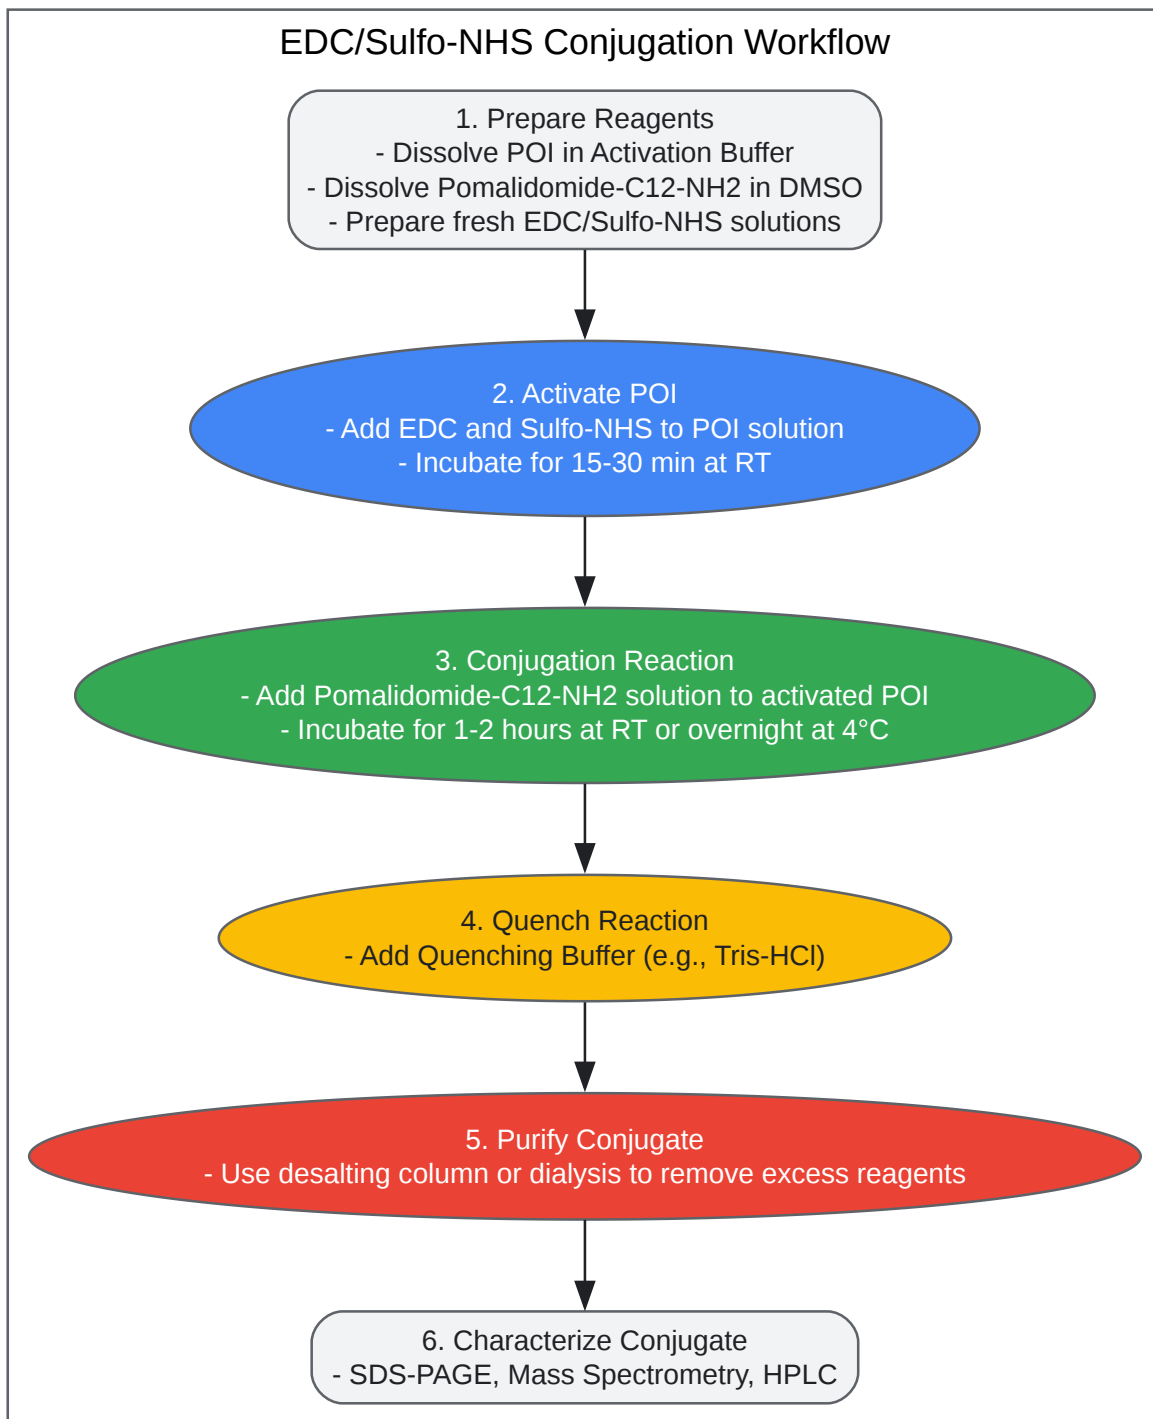 EDC/Sulfo-NHS Conjugation Workflow
1. Prepare Reagents
- Dissolve POI in Activation Buffer
- Dissolve Pomalidomide-C12-NH2 in DMSO
- Prepare fresh EDC/Sulfo-NHS solutions
2. Activate POI
- Add EDC and Sulfo-NHS to POI solution
- Incubate for 15-30 min at RT
3. Conjugation Reaction
- Add Pomalidomide-C12-NH2 solution to activated POI
- Incubate for 1-2 hours at RT or overnight at 4°C
4. Quench Reaction
- Add Quenching Buffer (e.g., Tris-HCl)
5. Purify Conjugate
- Use desalting column or dialysis to remove excess reagents
6. Characterize Conjugate
- SDS-PAGE, Mass Spectrometry, HPLC